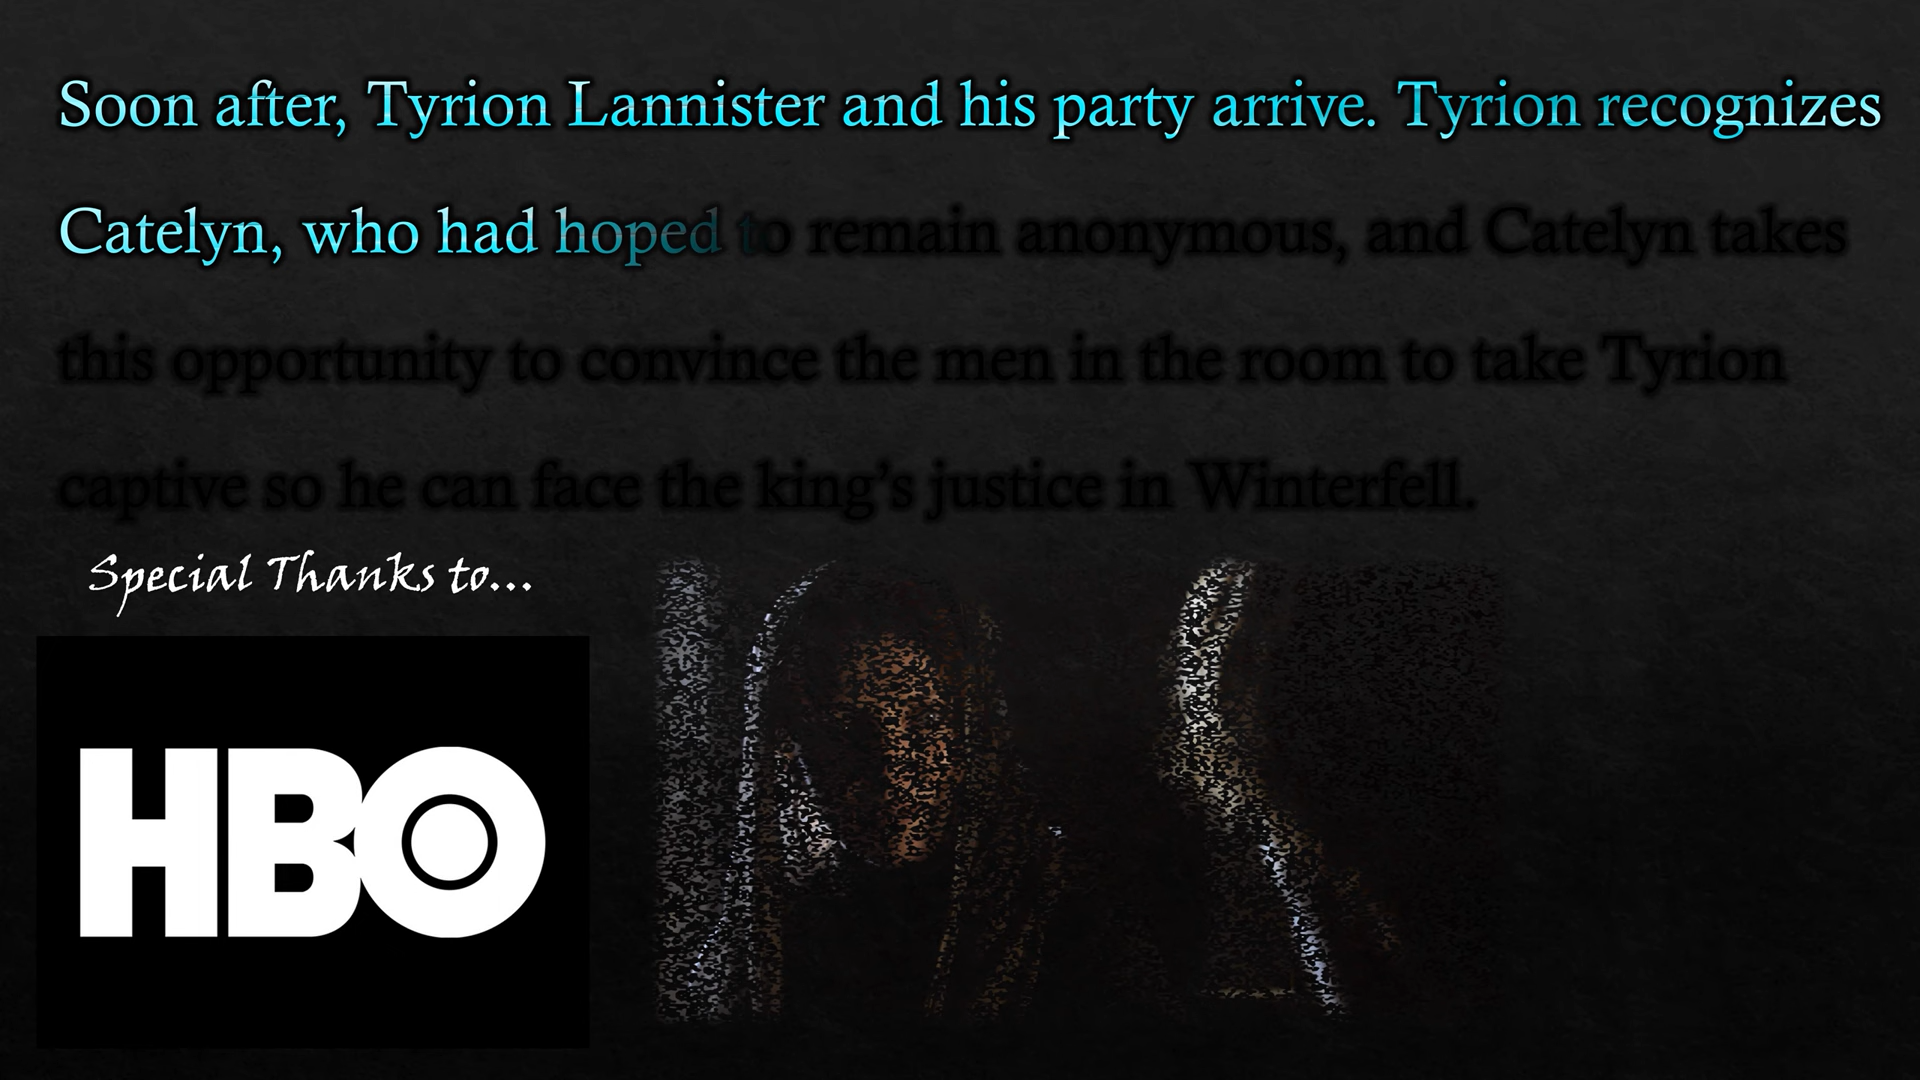 Soon after, Tyrion Lannister and his party arrive. Tyrion recognizes
Catelyn, who had hoped to remain anonymous, and Catelyn takes
this opportunity to convince the men in the room to take Tyrion
captive so he can face the king’s justice in Winterfell.
Special Thanks to...
HBO